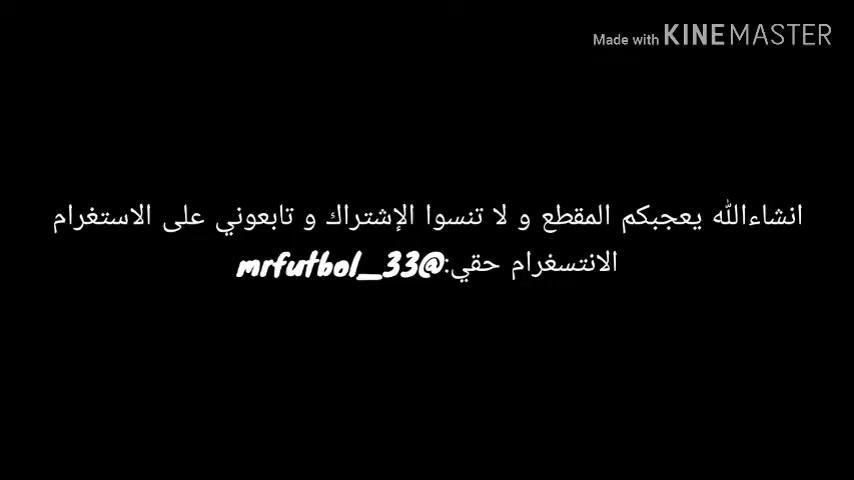 Made with KINEMASTER
انشاءالله يعجبكم المقطع و لا تنسوا الإشتراك و تابعوني على الاستغرام
الانتسغرام حقي:@mrfutbol_33